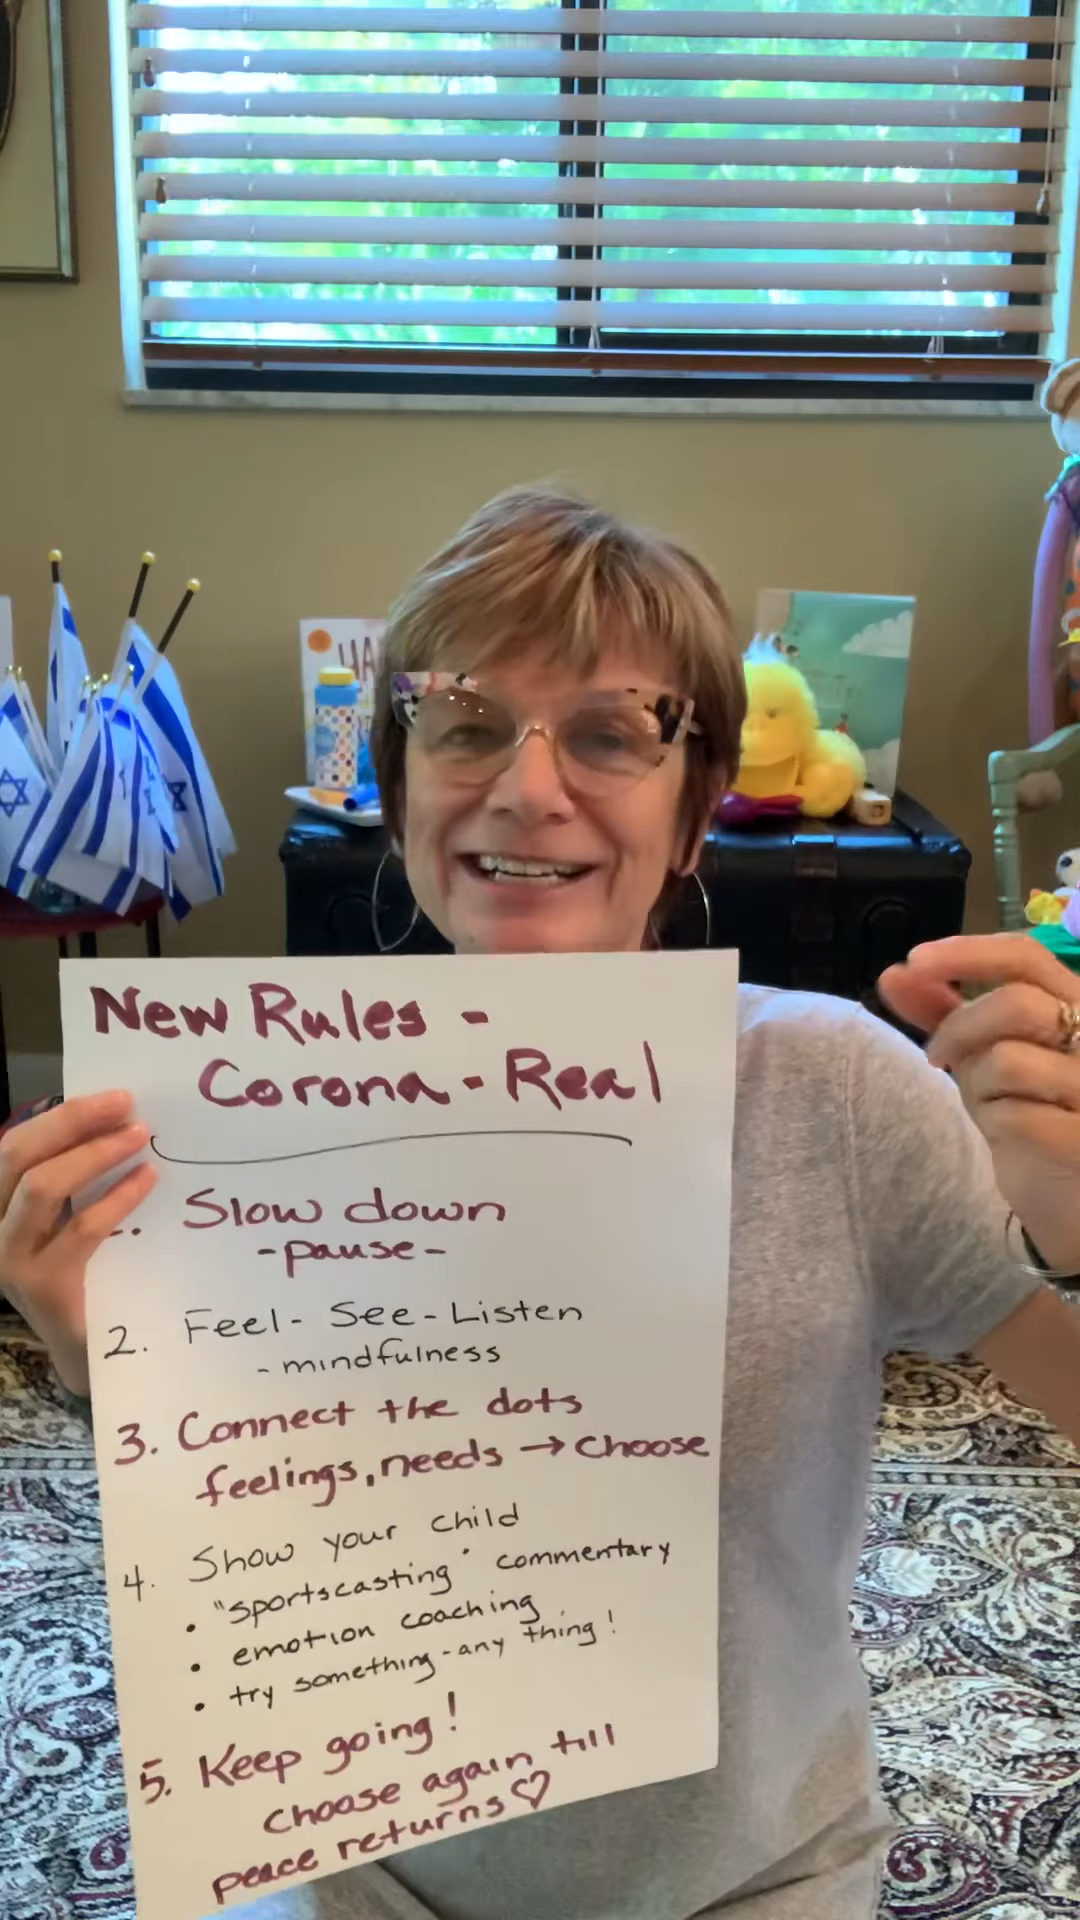 HA
New Rules -
Corona - Real
Slow down
- pause -
2. Feel - See - Listen
- mindfulness
3. Connect the dots
feelings, needs → choose
4. Show your child
• "sportscasting" commentary
• emotion coaching
• try something - any thing!
5. Keep going!
choose again till
peace returns ♡